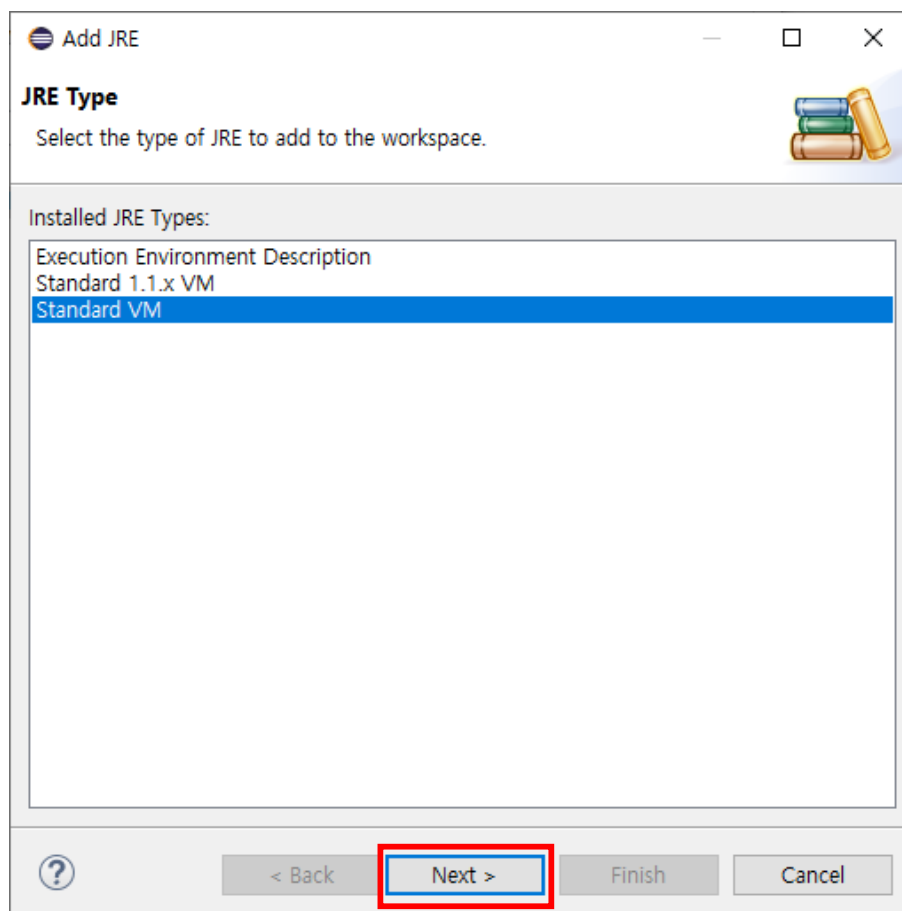 Add JRE
JRE Type
Select the type of JRE to add to the workspace.
Installed JRE Types:
Execution Environment Description
Standard 1.1.x VM
Standard VM
?
< Back
Next >
Finish
Cancel